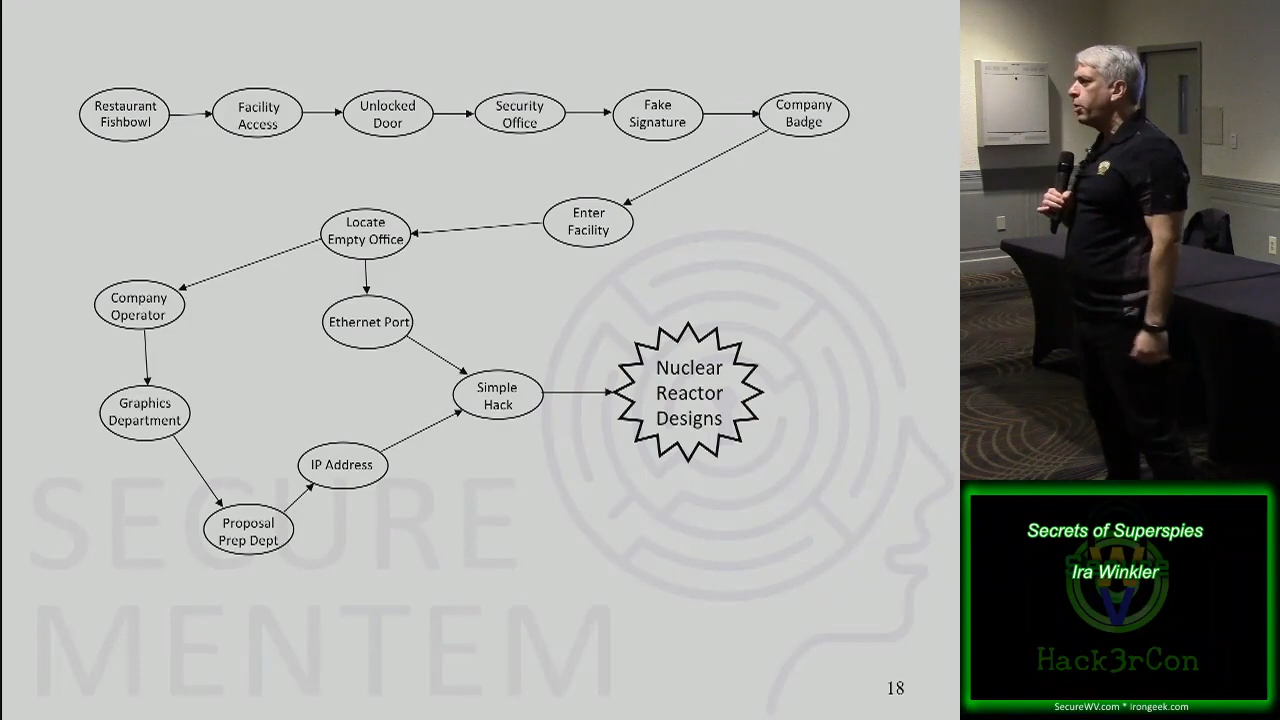 Restaurant
Fishbowl
Facility
Access
Unlocked
Door
Security
Office
Fake
Signature
Company
Badge
Enter
Facility
Locate
Empty Office
Company
Operator
Ethernet Port
Graphics
Department
Simple
Hack
Nuclear
Reactor
Designs
IP Address
Proposal
Prep Dept
SECURE
MENTEM
18
Secrets of Superspies
Ira Winkler
Hack3rCon
SecureWV.com * Irongeek.com